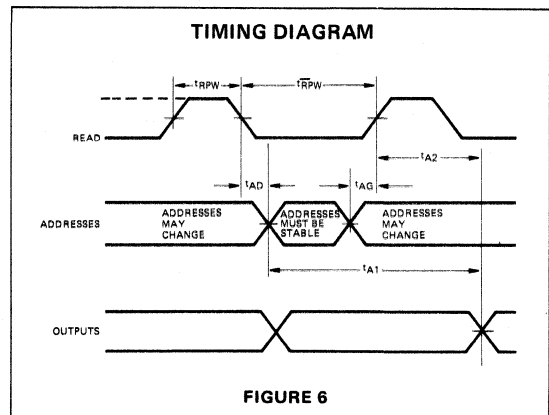 TIMING DIAGRAM
tRPW
tRPW
READ
tAD
tAG
tA2
ADDRESSES
ADDRESSES
MAY
CHANGE
ADDRESSES
MUST BE
STABLE
ADDRESSES
MAY
CHANGE
tA1
OUTPUTS
FIGURE 6